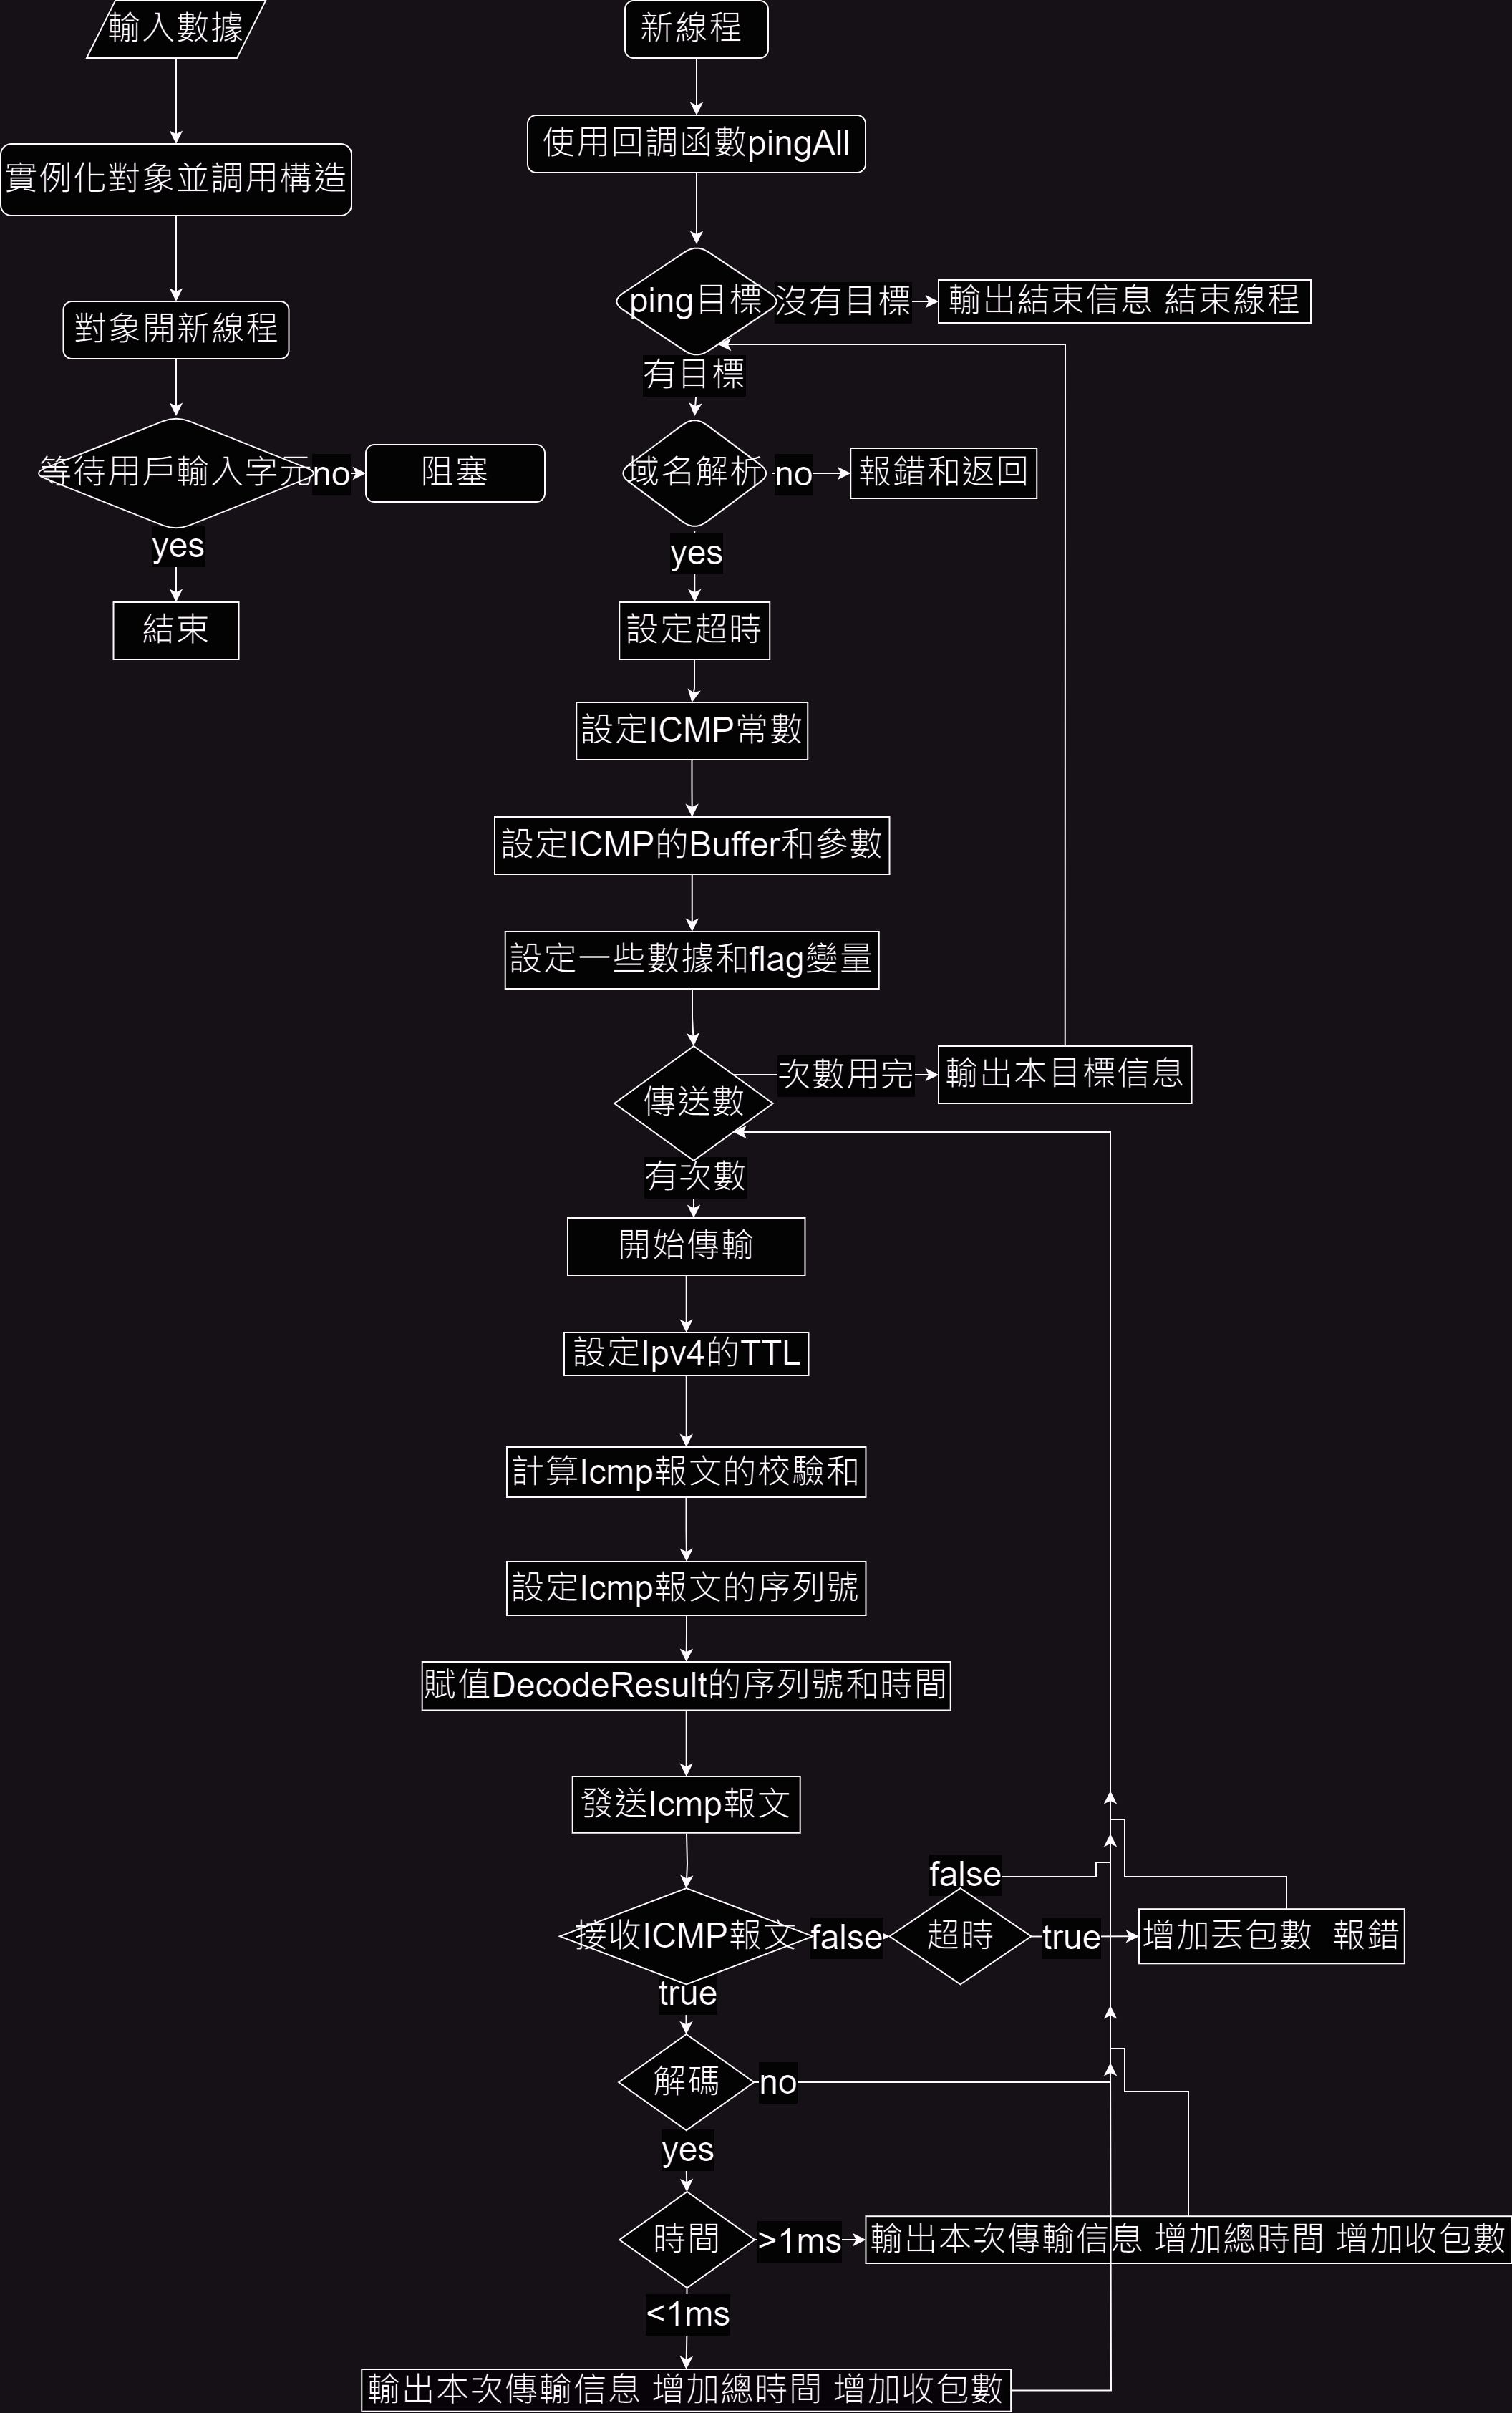 輸入數據
實例化對象並調用構造
對象開新線程
等待用戶輸入字元
no
阻塞
yes
結束
新線程
使用回調函數pingAll
ping目標
沒有目標
輸出結束信息 結束線程
有目標
域名解析
no
報錯和返回
yes
設定超時
設定ICMP常數
設定ICMP的Buffer和參數
設定一些數據和flag變量
傳送數
次數用完
輸出本目標信息
有次數
開始傳輸
設定Ipv4的TTL
計算Icmp報文的校驗和
設定Icmp報文的序列號
賦值DecodeResult的序列號和時間
發送Icmp報文
接收ICMP報文
false
超時
false
true
增加丟包數 報錯
true
解碼
no
yes
時間
>1ms
輸出本次傳輸信息 增加總時間 增加收包數
<1ms
輸出本次傳輸信息 增加總時間 增加收包數